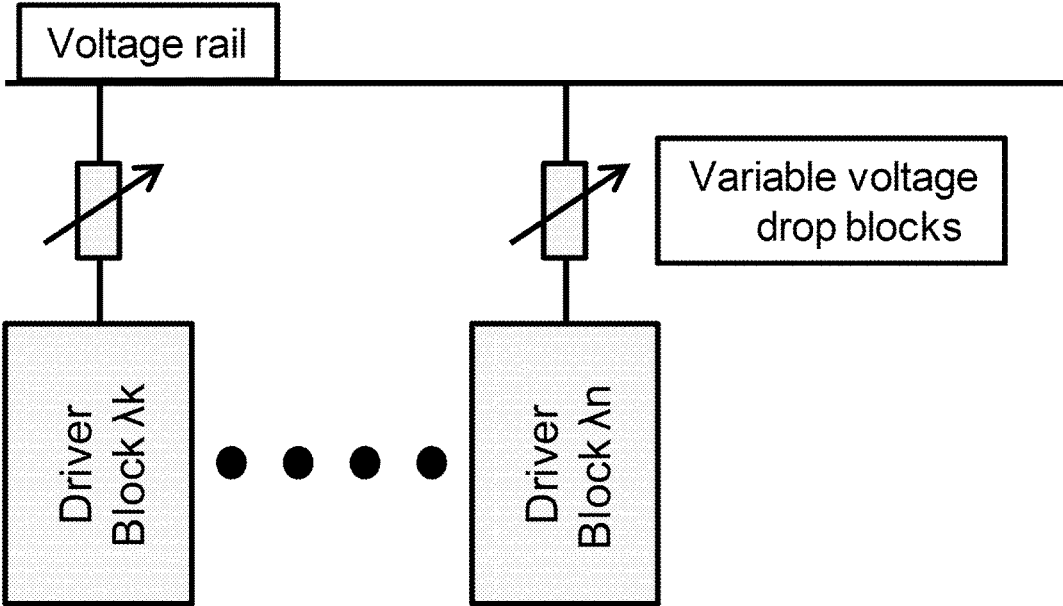 Voltage rail
Variable voltage
drop blocks
Driver
Block λk
Driver
Block λn